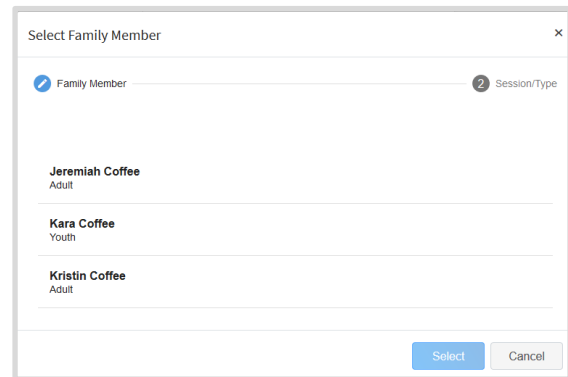 Select Family Member
×
Family Member
2 Session/Type
Jeremiah Coffee
Adult
Kara Coffee
Youth
Kristin Coffee
Adult
Select Cancel